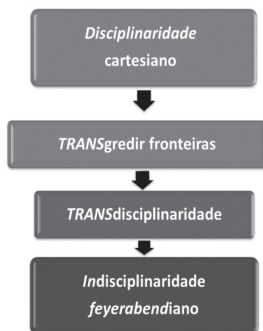 Disciplinaridade
cartesiano
TRANSgredir fronteiras
TRANSdisciplinaridade
Indisciplinaridade
feyerabendiano